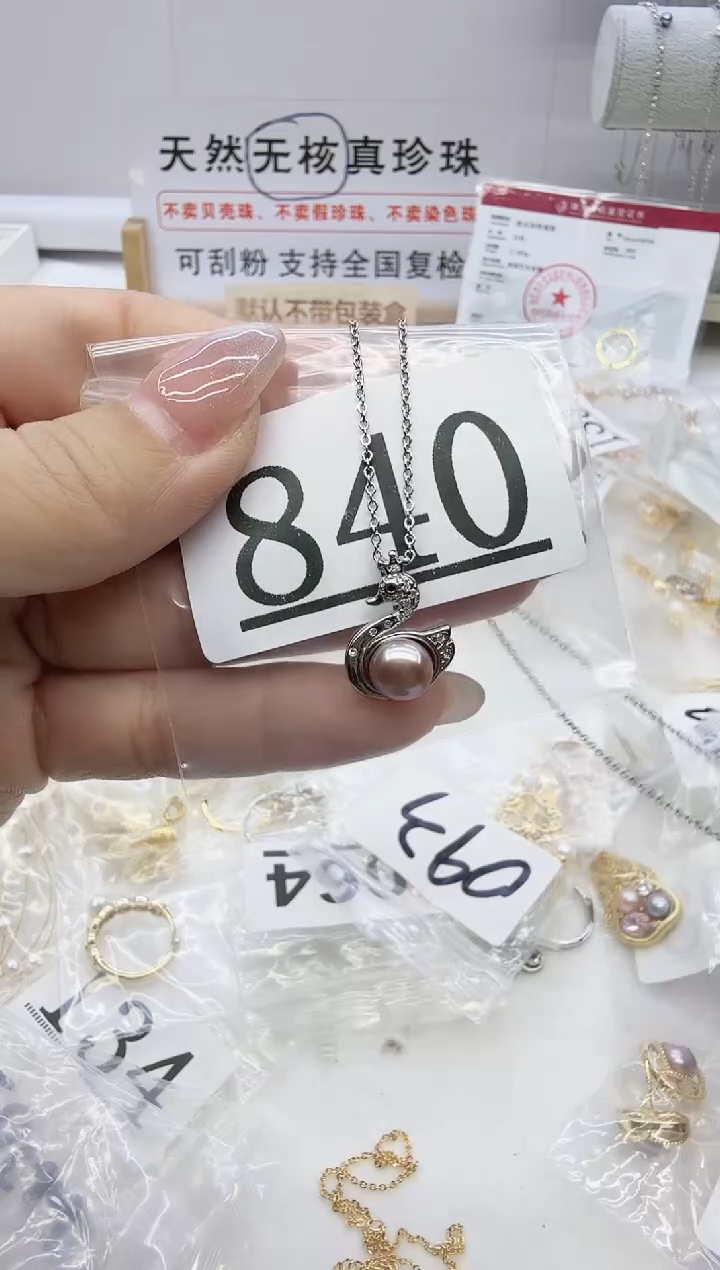 天然无核真珍珠
不卖贝壳珠、不卖假珍珠、不卖染色珠
可刮粉 支持全国复检
默认不带包装盒
840
093
964
134